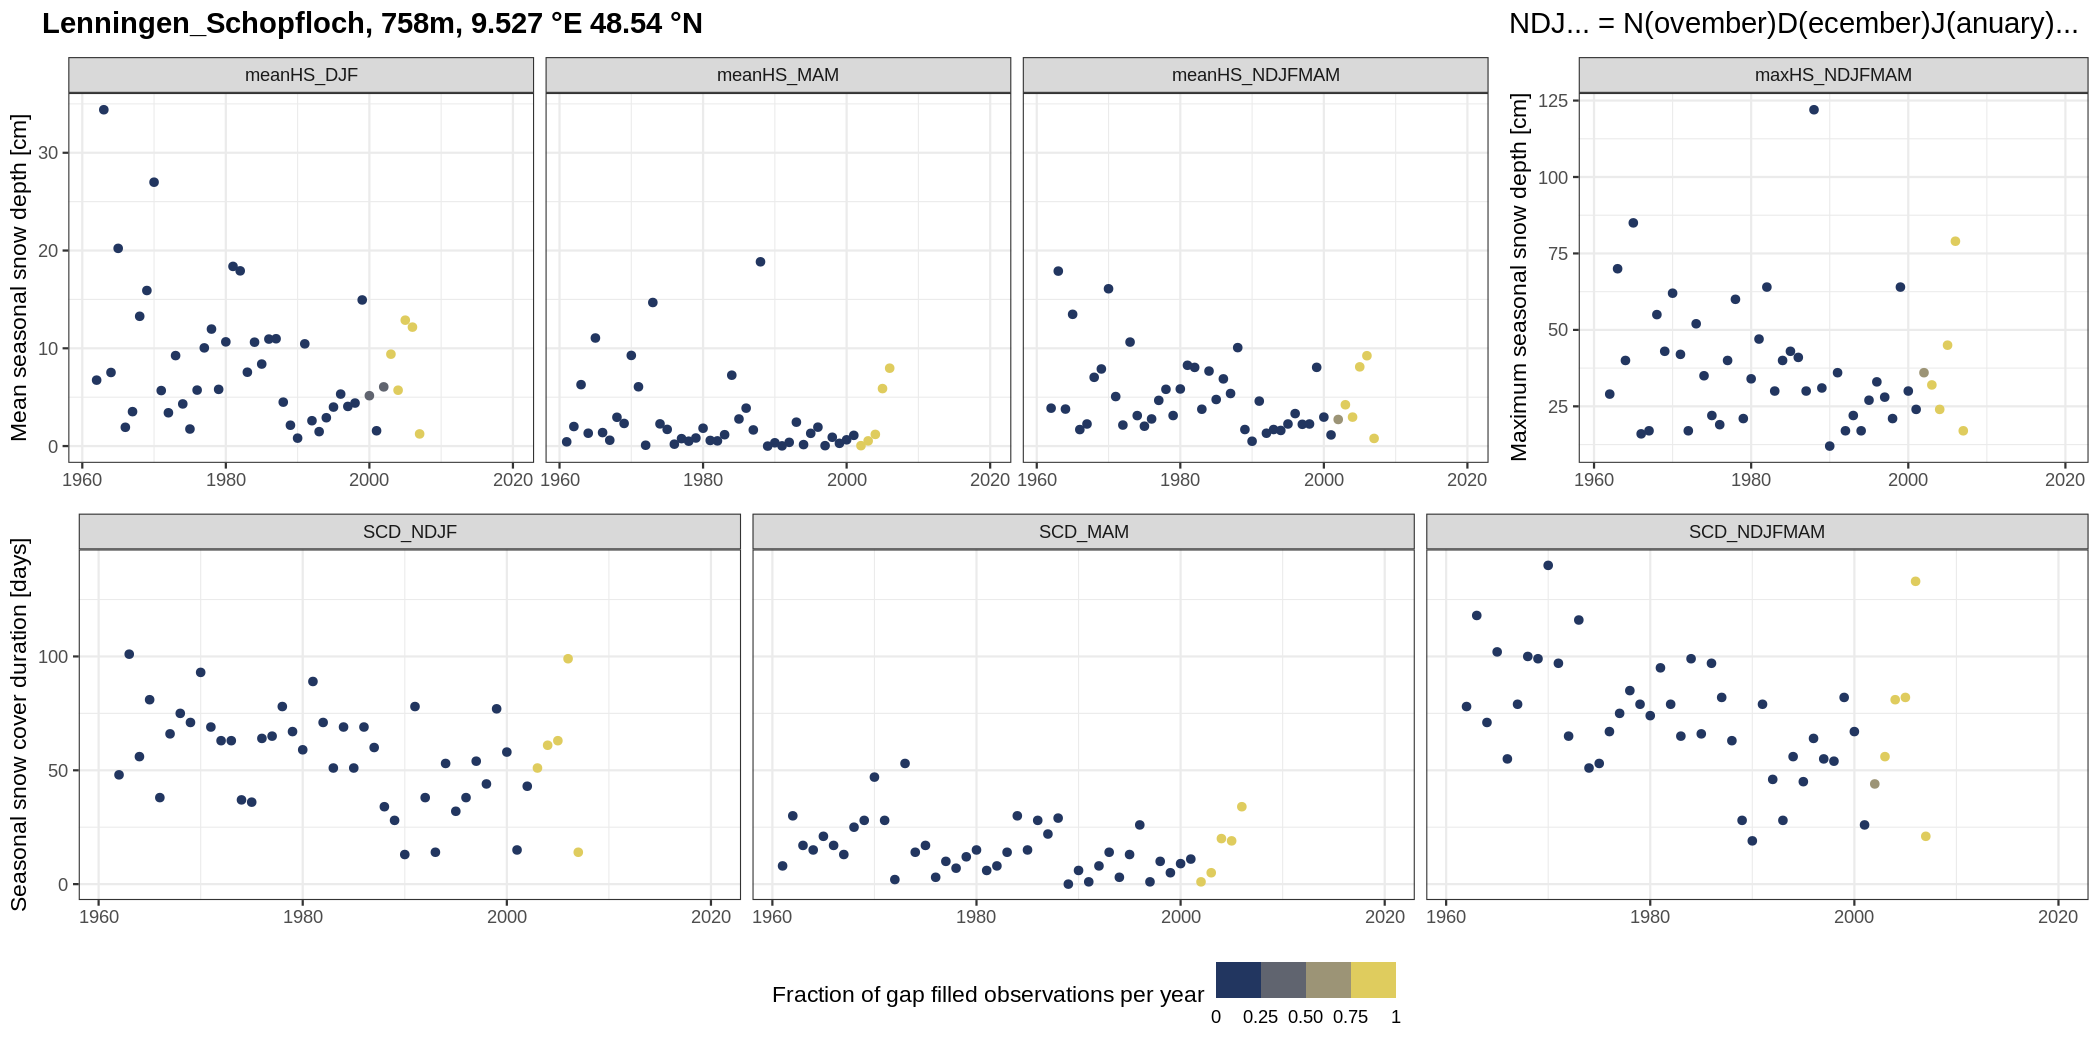 Lenningen_Schopfloch, 758m, 9.527 °E 48.54 °N
NDJ... = N(ovember)D(ecember)J(anuary)...
meanHS_DJF
meanHS_MAM
meanHS_NDJFMAM
maxHS_NDJFMAM
Mean seasonal snow depth [cm]
30
20
10
0
1960 1980 2000 2020
1960 1980 2000 2020
1960 1980 2000 2020
Maximum seasonal snow depth [cm]
125
100
75
50
25
1960 1980 2000 2020
SCD_NDJF
SCD_MAM
SCD_NDJFMAM
Seasonal snow cover duration [days]
100
50
0
1960 1980 2000 2020
1960 1980 2000 2020
1960 1980 2000 2020
Fraction of gap filled observations per year
0 0.25 0.50 0.75 1